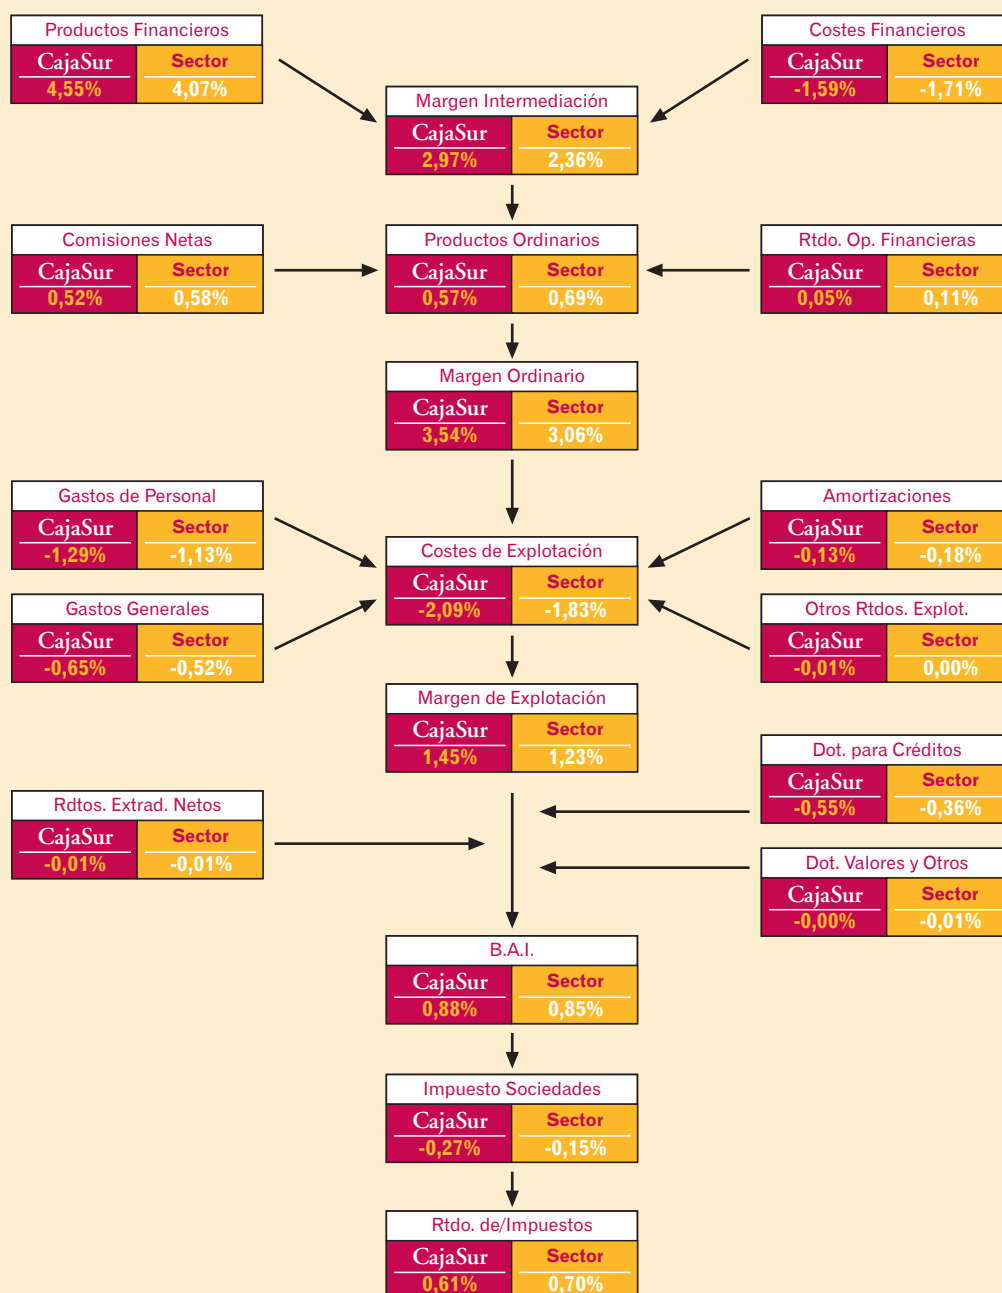 Productos Financieros
CajaSur Sector
4,55% 4,07%
Costes Financieros
CajaSur Sector
-1,59% -1,71%
Margen Intermediación
CajaSur Sector
2,97% 2,36%
Comisiones Netas
CajaSur Sector
0,52% 0,58%
Productos Ordinarios
CajaSur Sector
0,57% 0,69%
Rtdo. Op. Financieras
CajaSur Sector
0,05% 0,11%
Margen Ordinario
CajaSur Sector
3,54% 3,06%
Gastos de Personal
CajaSur Sector
-1,29% -1,13%
Amortizaciones
CajaSur Sector
-0,13% -0,18%
Costes de Explotación
CajaSur Sector
-2,09% -1,83%
Gastos Generales
CajaSur Sector
-0,65% -0,52%
Otros Rtdos. Explot.
CajaSur Sector
-0,01% 0,00%
Margen de Explotación
CajaSur Sector
1,45% 1,23%
Dot. para Créditos
CajaSur Sector
-0,55% -0,36%
Rdtos. Extrad. Netos
CajaSur Sector
-0,01% -0,01%
Dot. Valores y Otros
CajaSur Sector
-0,00% -0,01%
B.A.I.
CajaSur Sector
0,88% 0,85%
Impuesto Sociedades
CajaSur Sector
-0,27% -0,15%
Rtdo. de/Impuestos
CajaSur Sector
0,61% 0,70%